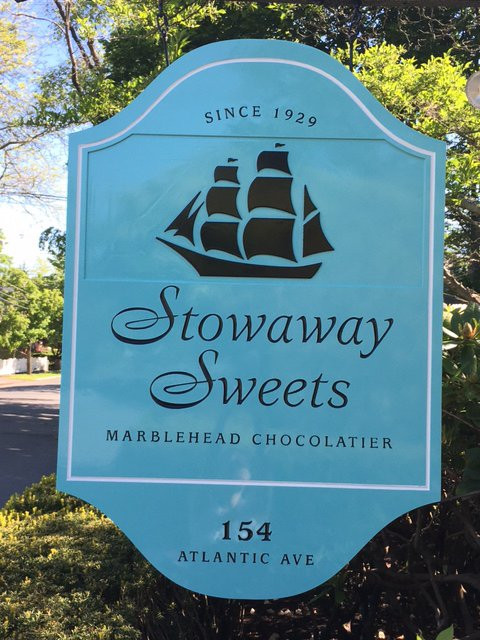 SINCE 1929
Stowaway
Sweets
MARBLEHEAD CHOCOLATIER
154
ATLANTIC AVE